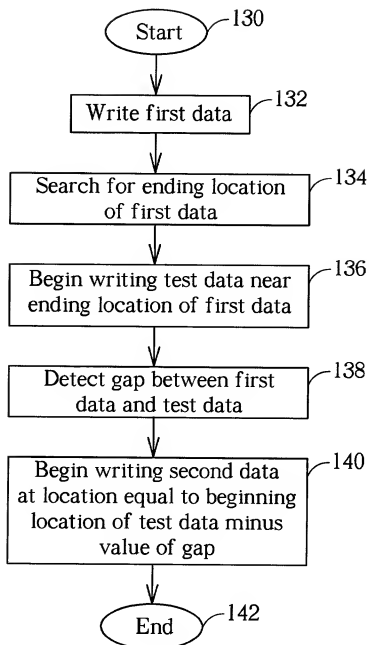 Start
130
Write first data
132
Search for ending location
of first data
134
Begin writing test data near
ending location of first data
136
Detect gap between first
data and test data
138
Begin writing second data
at location equal to beginning
location of test data minus
value of gap
140
End
142